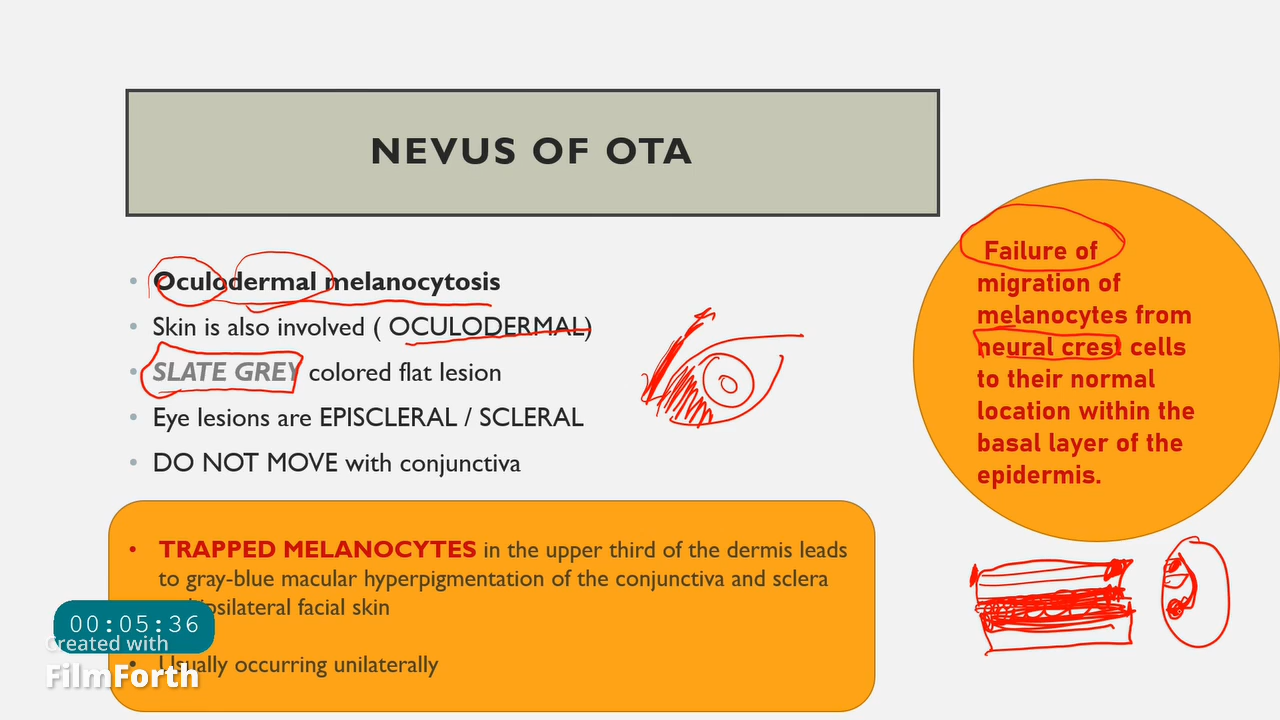 NEVUS OF OTA
Oculodermal melanocytosis
Skin is also involved ( OCULODERMAL)
SLATE GREY colored flat lesion
Eye lesions are EPISCLERAL / SCLERAL
DO NOT MOVE with conjunctiva
Failure of
migration of
melanocytes from
neural crest cells
to their normal
location within the
basal layer of the
epidermis.
TRAPPED MELANOCYTES in the upper third of the dermis leads
to gray-blue macular hyperpigmentation of the conjunctiva and sclera
facial skin
Usually occurring unilaterally
00:05:36
Created with
FilmForth